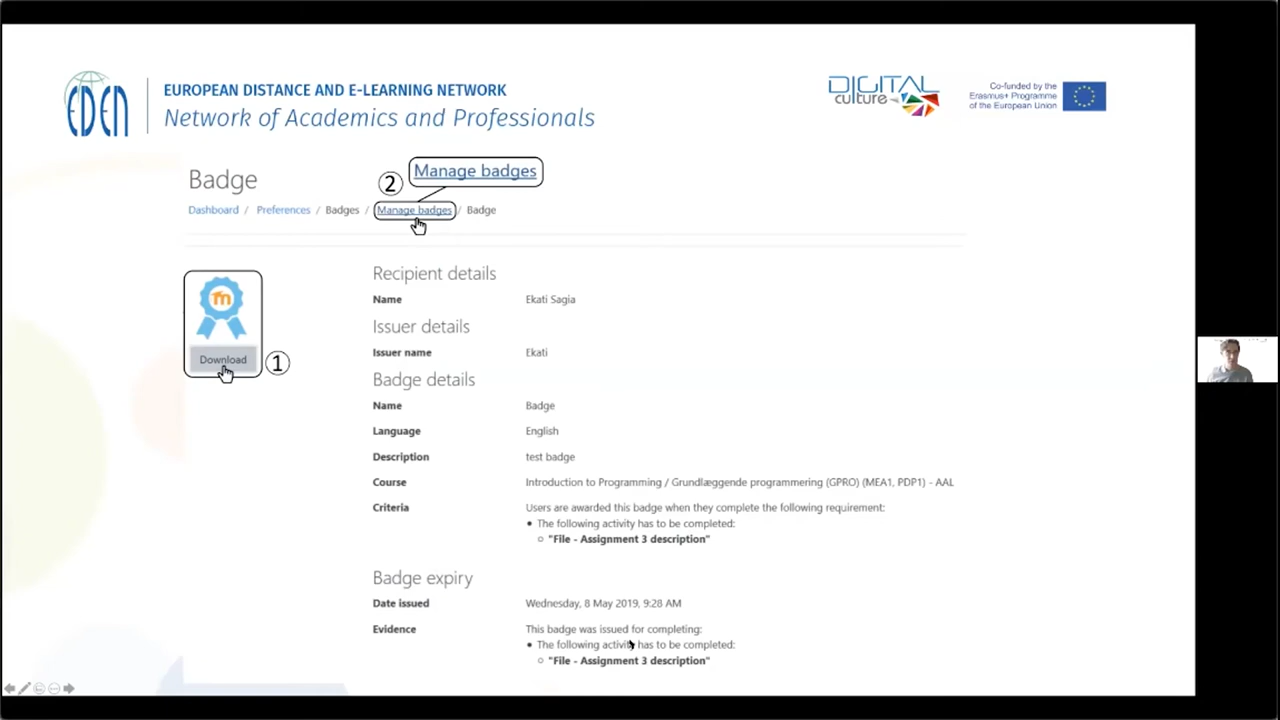 EDEN
EUROPEAN DISTANCE AND E-LEARNING NETWORK
Network of Academics and Professionals
DIGITAL
culture
Co-funded by the
Erasmus+ Programme
of the European Union
Badge
② Manage badges
Dashboard / Preferences / Badges / Manage badges / Badge
m
Download ①
Recipient details
Name Ekati Sagia
Issuer details
Issuer name Ekati
Badge details
Name Badge
Language English
Description test badge
Course Introduction to Programming / Grundlæggende programmering (GPRO) (MEA1, PDP1) - AAL
Criteria Users are awarded this badge when they complete the following requirement:
• The following activity has to be completed:
○ "File - Assignment 3 description"
Badge expiry
Date issued Wednesday, 8 May 2019, 9:28 AM
Evidence This badge was issued for completing:
• The following activity has to be completed:
○ "File - Assignment 3 description"